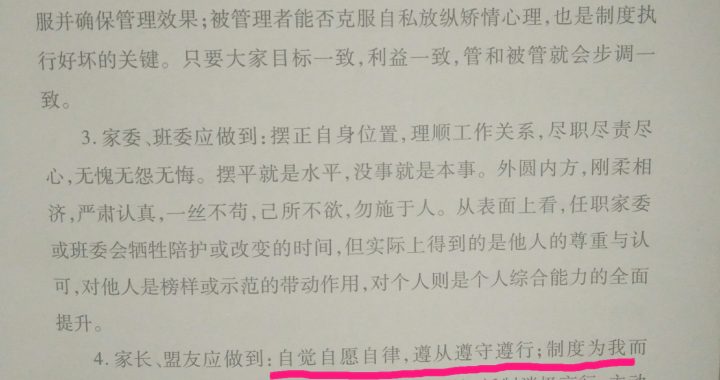 服并确保管理效果;被管理者能否克服自私放纵矫情心理,也是制度执
行好坏的关键。只要大家目标一致,利益一致,管和被管就会步调一
致。
3. 家委、班委应做到:摆正自身位置,理顺工作关系,尽职尽责尽
心,无愧无怨无悔。摆平就是水平,没事就是本事。外圆内方,刚柔相
济,严肃认真,一丝不苟,己所不欲,勿施于人。从表面上看,任职家委
或班委会牺牲陪护或改变的时间,但实际上得到的是他人的尊重与认
可,对他人是榜样或示范的带动作用,对个人则是个人综合能力的全面
提升。
4. 家长、盟友应做到:自觉自愿自律,遵从遵守遵行;制度为我而